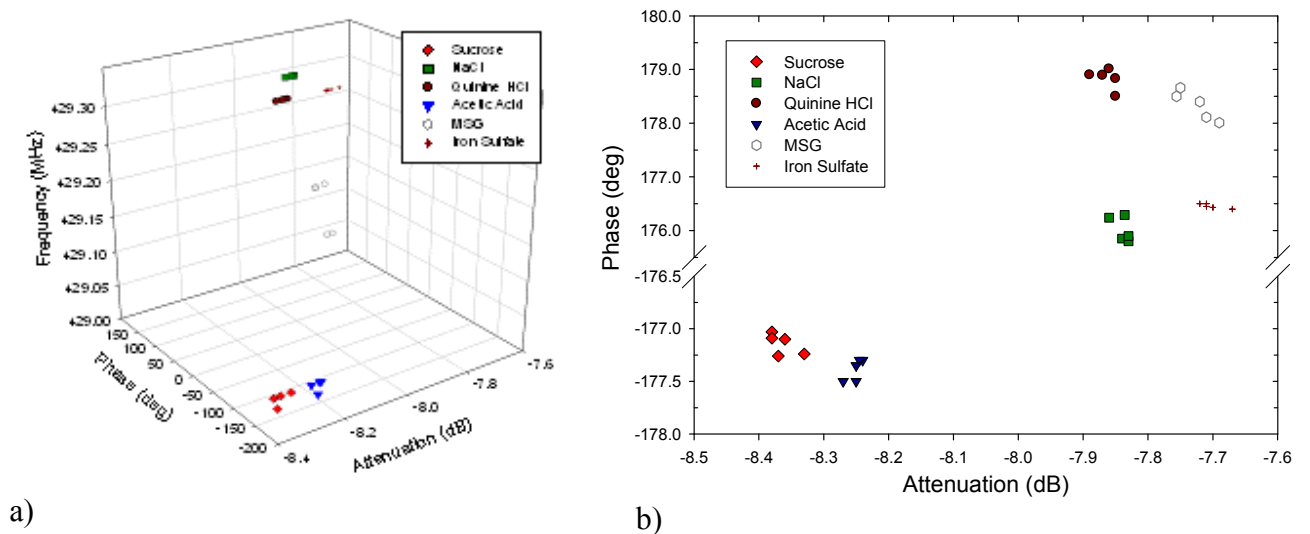 Sucrose
NaCl
Quinine HCl
Acetic Acid
MSG
Iron Sulfate
Frequency (MHz)
429.30
429.25
429.20
429.15
429.10
429.05
429.00
150
100
50
0
-50
-100
-150
-200
Phase (deg)
-8.4
-8.2
-8.0
-7.8
-7.6
Attenuation (dB)
a)
180.0
179.0
178.0
177.0
176.0
-176.5
-177.0
-177.5
-178.0
Phase (deg)
Sucrose
NaCl
Quinine HCl
Acetic Acid
MSG
Iron Sulfate
-8.5 -8.4 -8.3 -8.2 -8.1 -8.0 -7.9 -7.8 -7.7 -7.6
Attenuation (dB)
b)